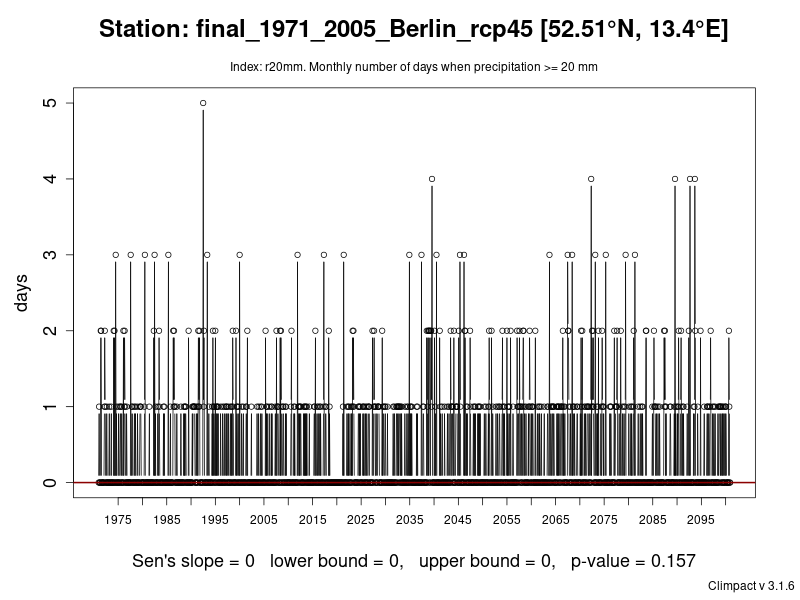 Station: final_1971_2005_Berlin_rcp45 [52.51°N, 13.4°E]
Index: r20mm. Monthly number of days when precipitation >= 20 mm
5
4
3
2
1
0
days
1975 1985 1995 2005 2015 2025 2035 2045 2055 2065 2075 2085 2095
Sen's slope = 0 lower bound = 0, upper bound = 0, p-value = 0.157
Climpact v 3.1.6